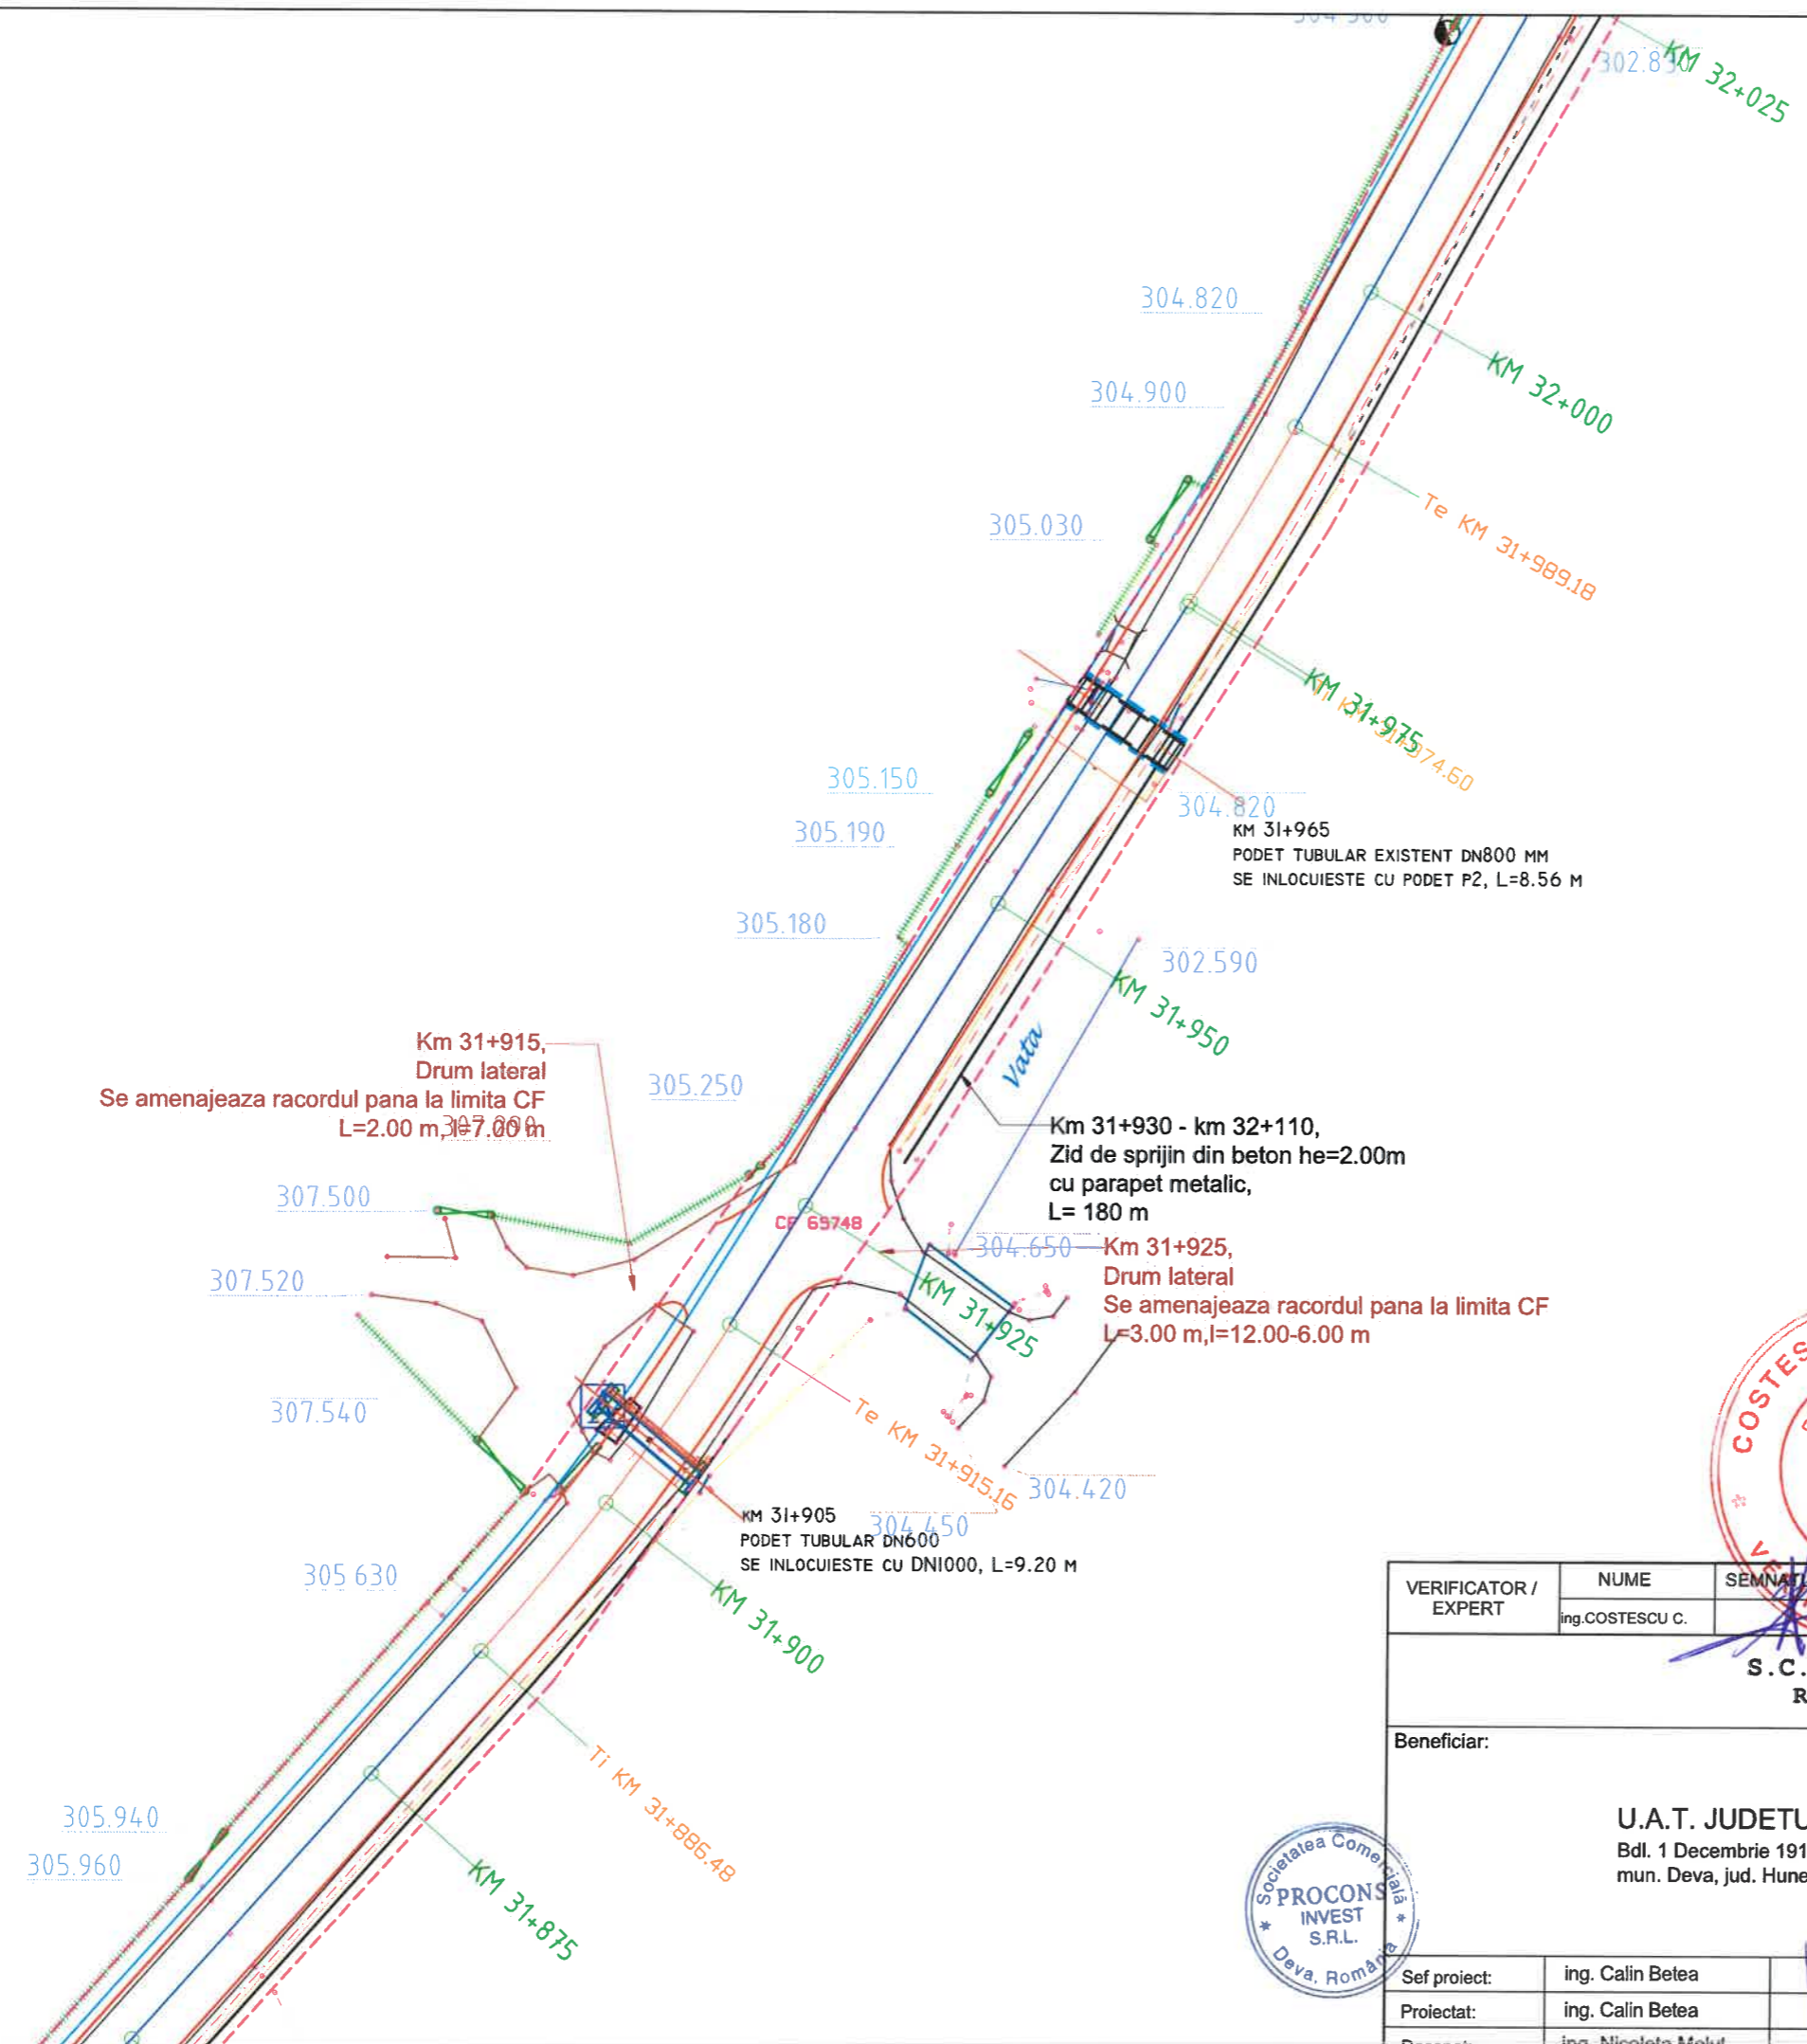 302.830
KM 32+025
304.820
KM 32+000
304.900
Te KM 31+989.18
305.030
KM 31+975
305.150
304.820
305.190
KM 31+965
PODET TUBULAR EXISTENT DN800 MM
SE INLOCUIESTE CU PODET P2, L=8.56 M
305.180
302.590
KM 31+950
Vata
Km 31+915,
Drum lateral
Se amenajeaza racordul pana la limita CF
L=2.00 m, l=7.00 m
305.250
Km 31+930 - km 32+110,
Zid de sprijin din beton he=2.00m
cu parapet metalic,
L= 180 m
307.500
CF 65748
304.650
Km 31+925,
Drum lateral
Se amenajeaza racordul pana la limita CF
L=3.00 m,l=12.00-6.00 m
307.520
KM 31+925
307.540
Te KM 31+915.16
304.420
KM 31+905
304.450
PODET TUBULAR DN600
SE INLOCUIESTE CU DN1000, L=9.20 M
305 630
KM 31+900
Ti KM 31+886.48
305.940
305.960
KM 31+875
COSTES
VERIFICATOR /
EXPERT
NUME
ing.COSTESCU C.
S.C.
Beneficiar:
U.A.T. JUDETU
Bdl. 1 Decembrie 191
mun. Deva, jud. Hune
Societatea Comercială
PROCONS
INVEST
S.R.L.
Deva, România
Sef proiect:
ing. Calin Betea
Proiectat:
ing. Calin Betea